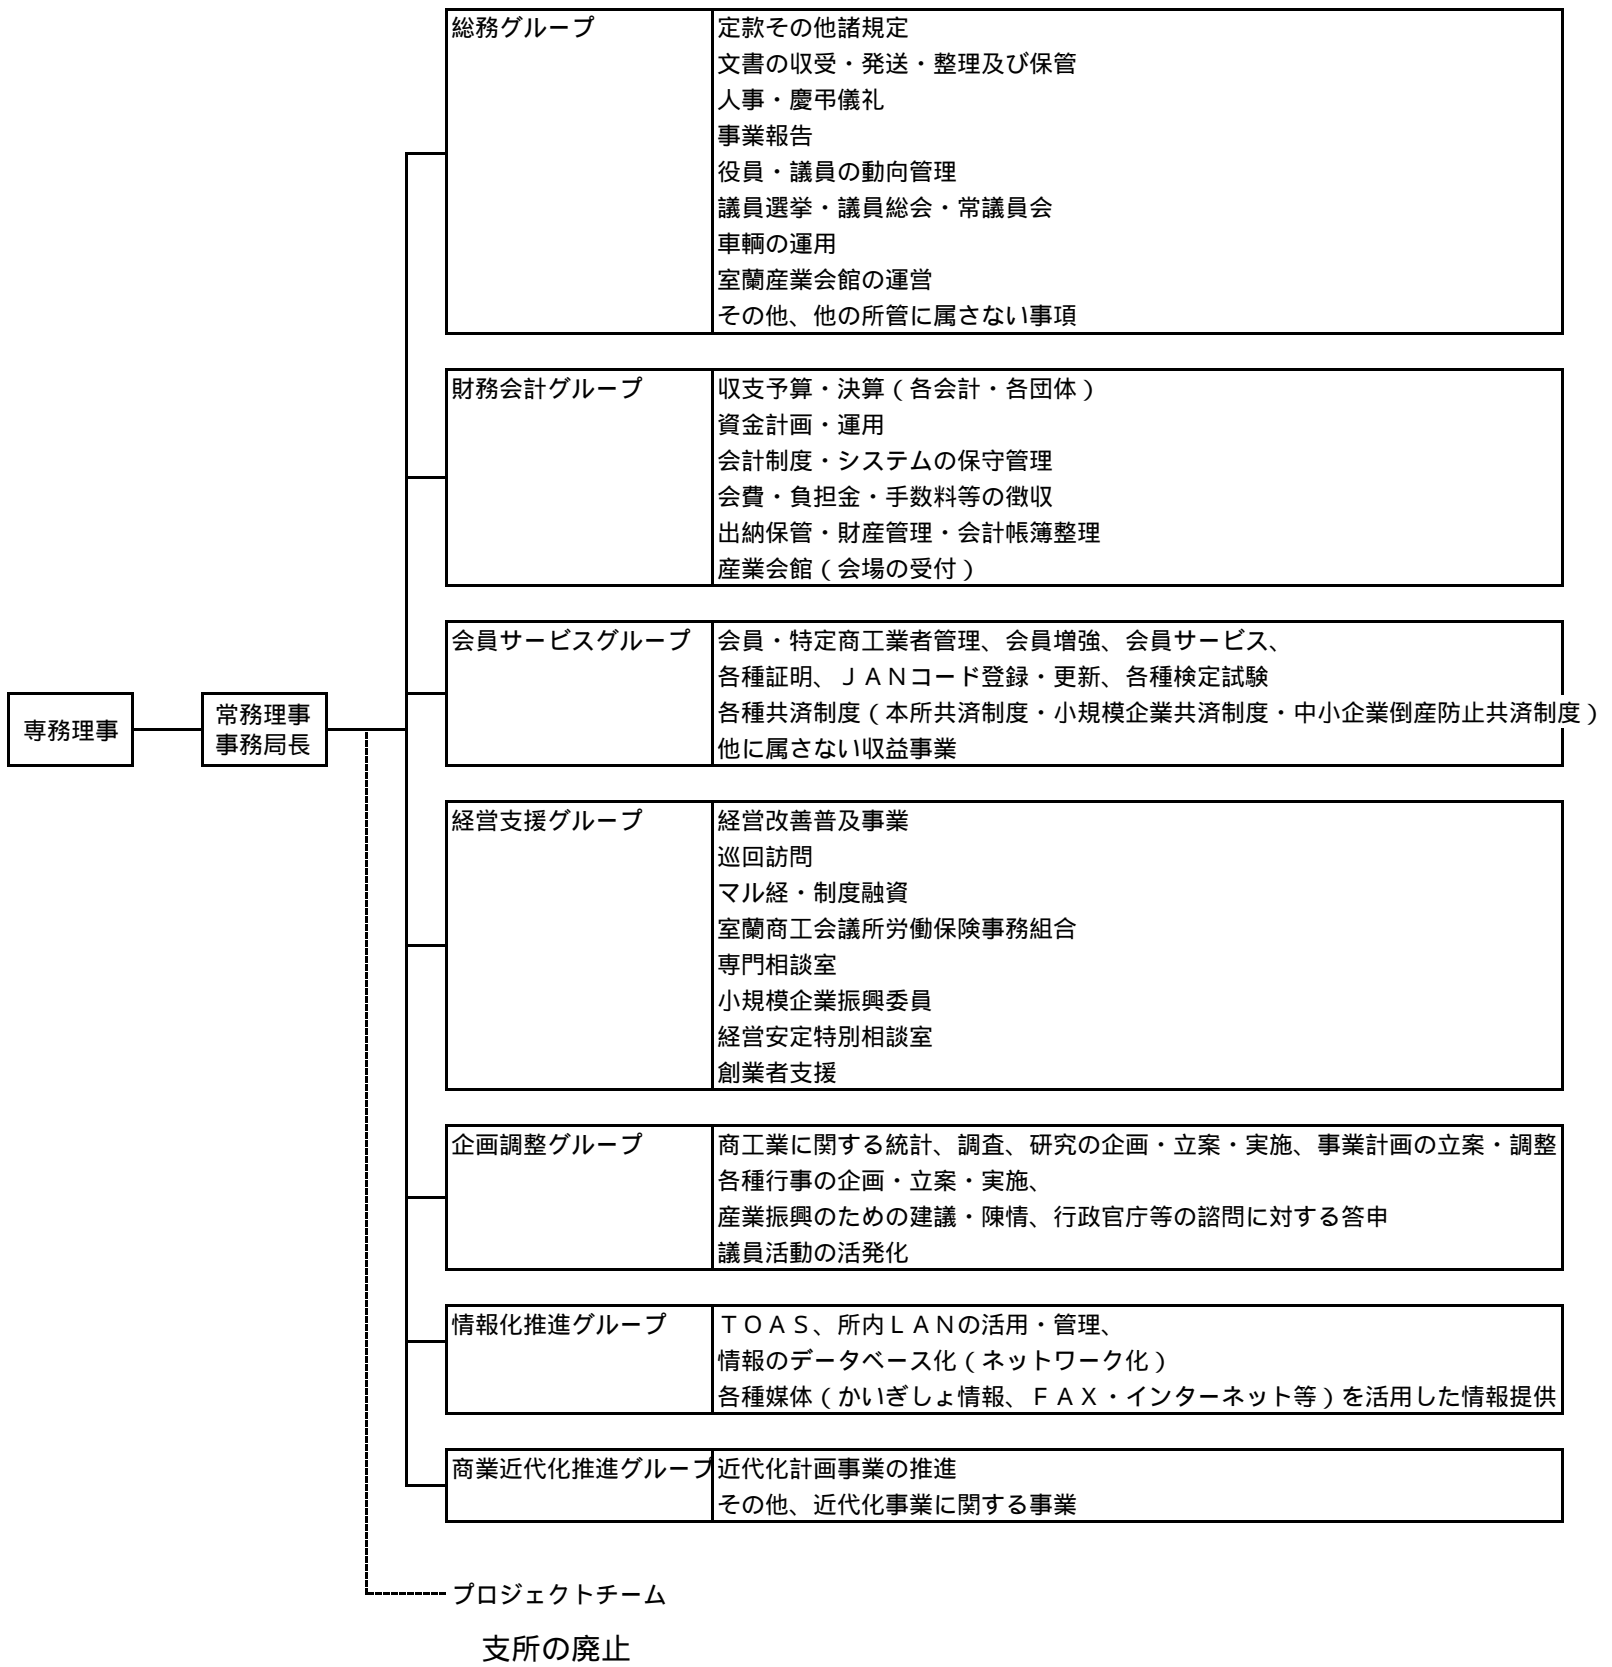 専務理事
常務理事
事務局長
総務グループ
定款その他諸規定
文書の収受・発送・整理及び保管
人事・慶弔儀礼
事業報告
役員・議員の動向管理
議員選挙・議員総会・常議員会
車輌の運用
室蘭産業会館の運営
その他、他の所管に属さない事項
財務会計グループ
収支予算・決算(各会計・各団体)
資金計画・運用
会計制度・システムの保守管理
会費・負担金・手数料等の徴収
出納保管・財産管理・会計帳簿整理
産業会館(会場の受付)
会員サービスグループ
会員・特定商工業者管理、会員増強、会員サービス、
各種証明、JANコード登録・更新、各種検定試験
各種共済制度(本所共済制度・小規模企業共済制度・中小企業倒産防止共済制度)
他に属さない収益事業
経営支援グループ
経営改善普及事業
巡回訪問
マル経・制度融資
室蘭商工会議所労働保険事務組合
専門相談室
小規模企業振興委員
経営安定特別相談室
創業者支援
企画調整グループ
商工業に関する統計、調査、研究の企画・立案・実施、事業計画の立案・調整
各種行事の企画・立案・実施、
産業振興のための建議・陳情、行政官庁等の諮問に対する答申
議員活動の活発化
情報化推進グループ
TOAS、所内LANの活用・管理、
情報のデータベース化(ネットワーク化)
各種媒体(かいぎしょ情報、FAX・インターネット等)を活用した情報提供
商業近代化推進グループ
近代化計画事業の推進
その他、近代化事業に関する事業
プロジェクトチーム
支所の廃止